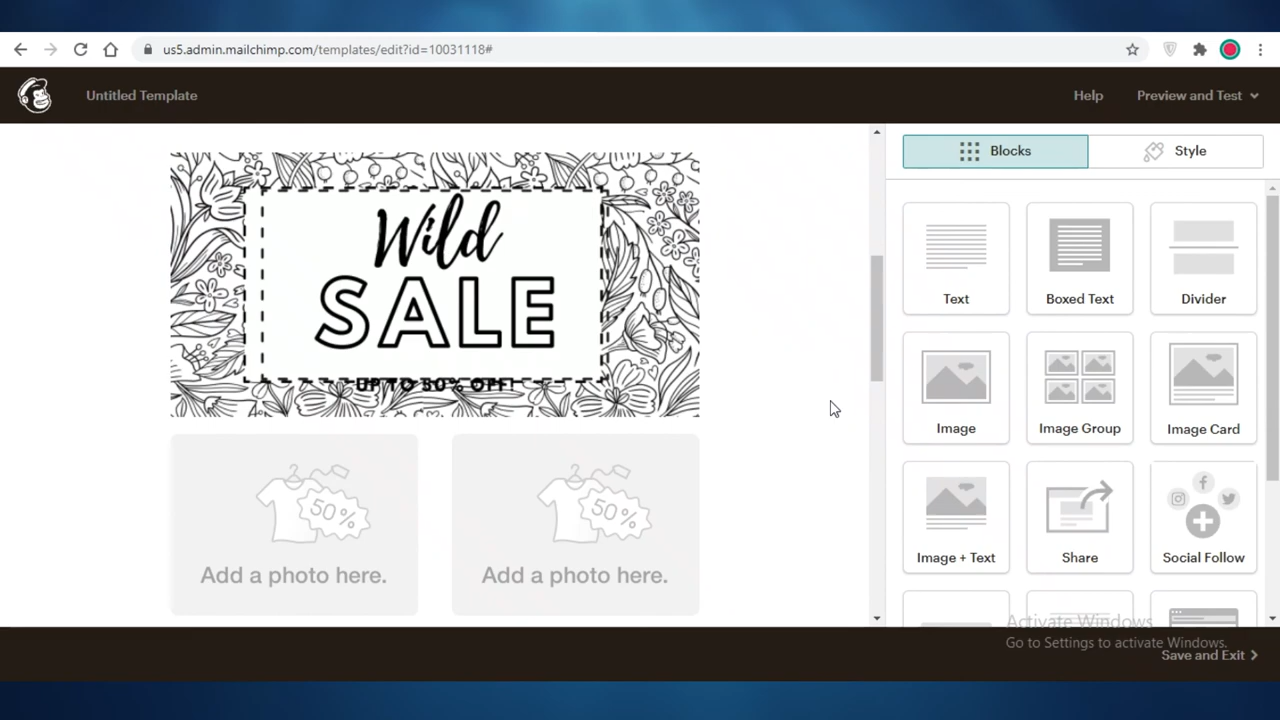 us5.admin.mailchimp.com/templates/edit?id=10031118#
Untitled Template
Help
Preview and Test
Blocks
Style
Wild
SALE
UP TO 50% OFF!
Text
Boxed Text
Divider
Image
Image Group
Image Card
50%
50%
Add a photo here.
Add a photo here.
Image + Text
Share
Social Follow
Activate Windows
Go to Settings to activate Windows.
Save and Exit